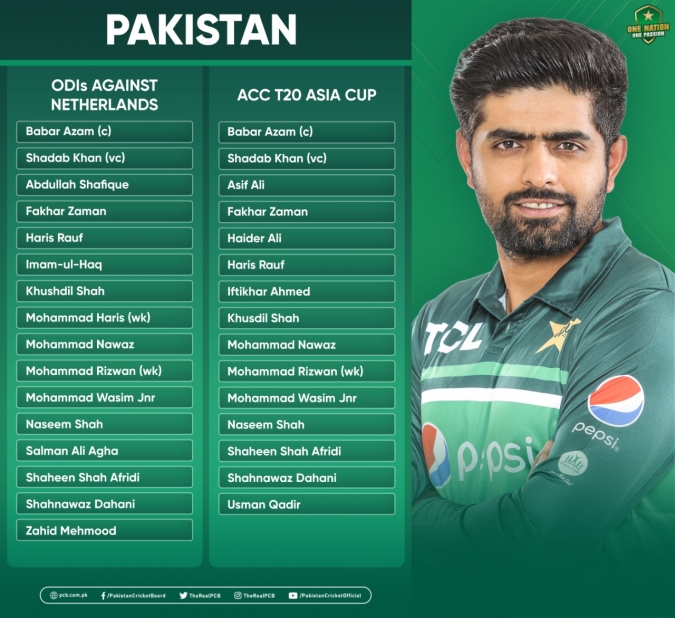 PAKISTAN
ODIs AGAINST
NETHERLANDS
Babar Azam (c)
Shadab Khan (vc)
Abdullah Shafique
Fakhar Zaman
Haris Rauf
Imam-ul-Haq
Khushdil Shah
Mohammad Haris (wk)
Mohammad Nawaz
Mohammad Rizwan (wk)
Mohammad Wasim Jnr
Naseem Shah
Salman Ali Agha
Shaheen Shah Afridi
Shahnawaz Dahani
Zahid Mehmood
ACC T20 ASIA CUP
Babar Azam (c)
Shadab Khan (vc)
Asif Ali
Fakhar Zaman
Haider Ali
Haris Rauf
Iftikhar Ahmed
Khusdil Shah
Mohammad Nawaz
Mohammad Rizwan (wk)
Mohammad Wasim Jnr
Naseem Shah
Shaheen Shah Afridi
Shahnawaz Dahani
Usman Qadir
ONE NATION
ONE PASSION
TCL
pepsi
pepsi
pcb.com.pk /PakistanCricketBoard TheRealPCB TheRealPCB /PakistanCricketOfficial